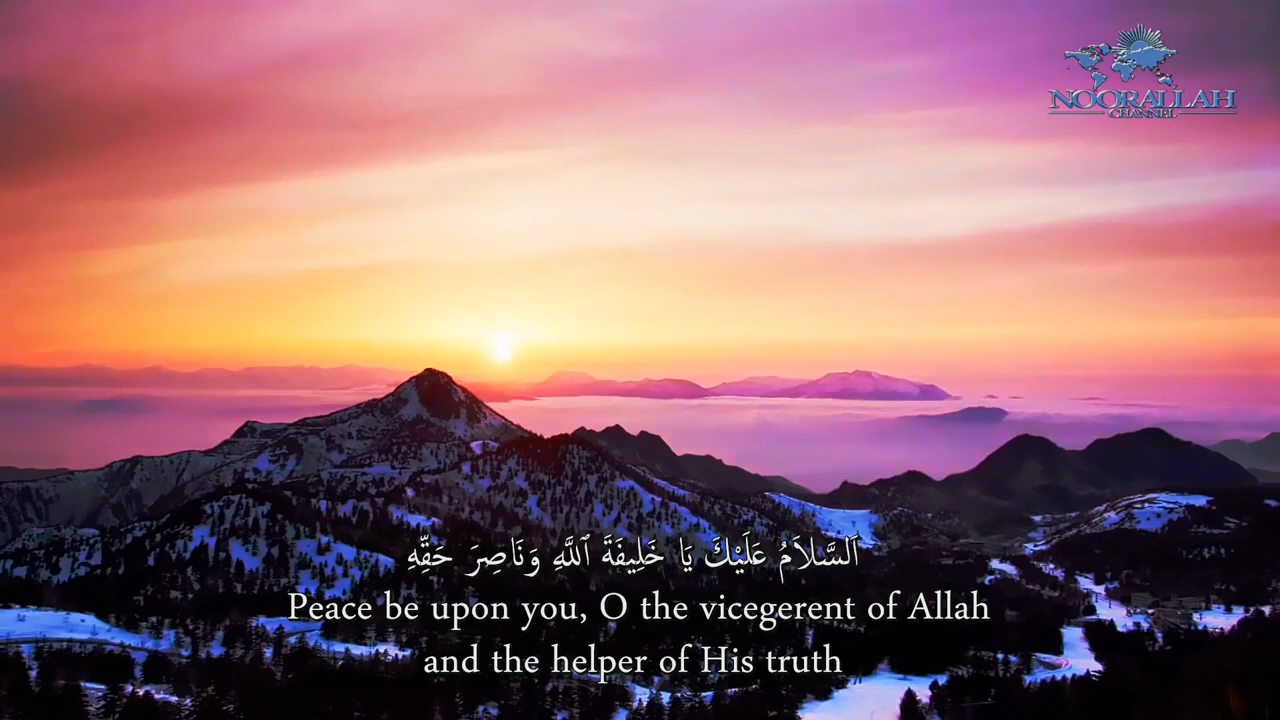 NOORALLAH
CHANNEL
اَلسَّلاَمُ عَلَيْكَ يَا خَلِيفَةَ ٱللَّهِ وَنَاصِرَ حَقِّهِ
Peace be upon you, O the vicegerent of Allah
and the helper of His truth